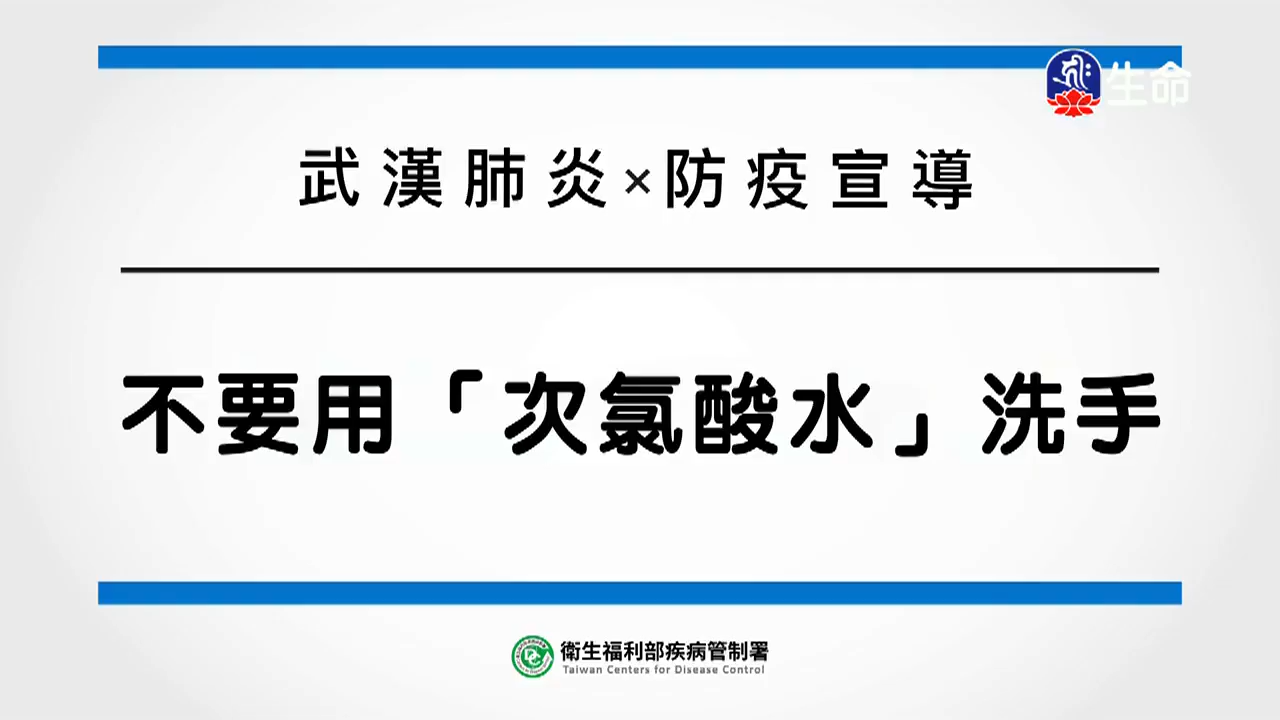 生命
武漢肺炎×防疫宣導
不要用「次氯酸水」洗手
衛生福利部疾病管制署
Taiwan Centers for Disease Control